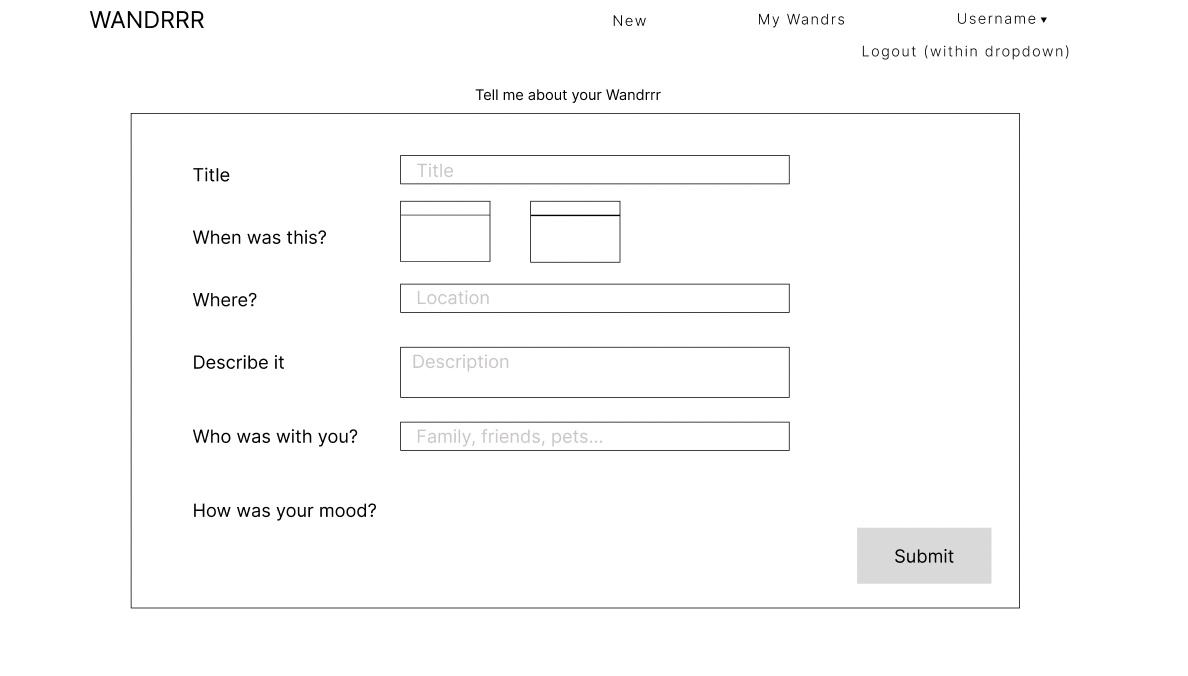 WANDRRR New My Wandrs Username ▾
Logout (within dropdown)
Tell me about your Wandrrr
Title Title
When was this?
Where? Location
Describe it Description
Who was with you? Family, friends, pets...
How was your mood?
Submit